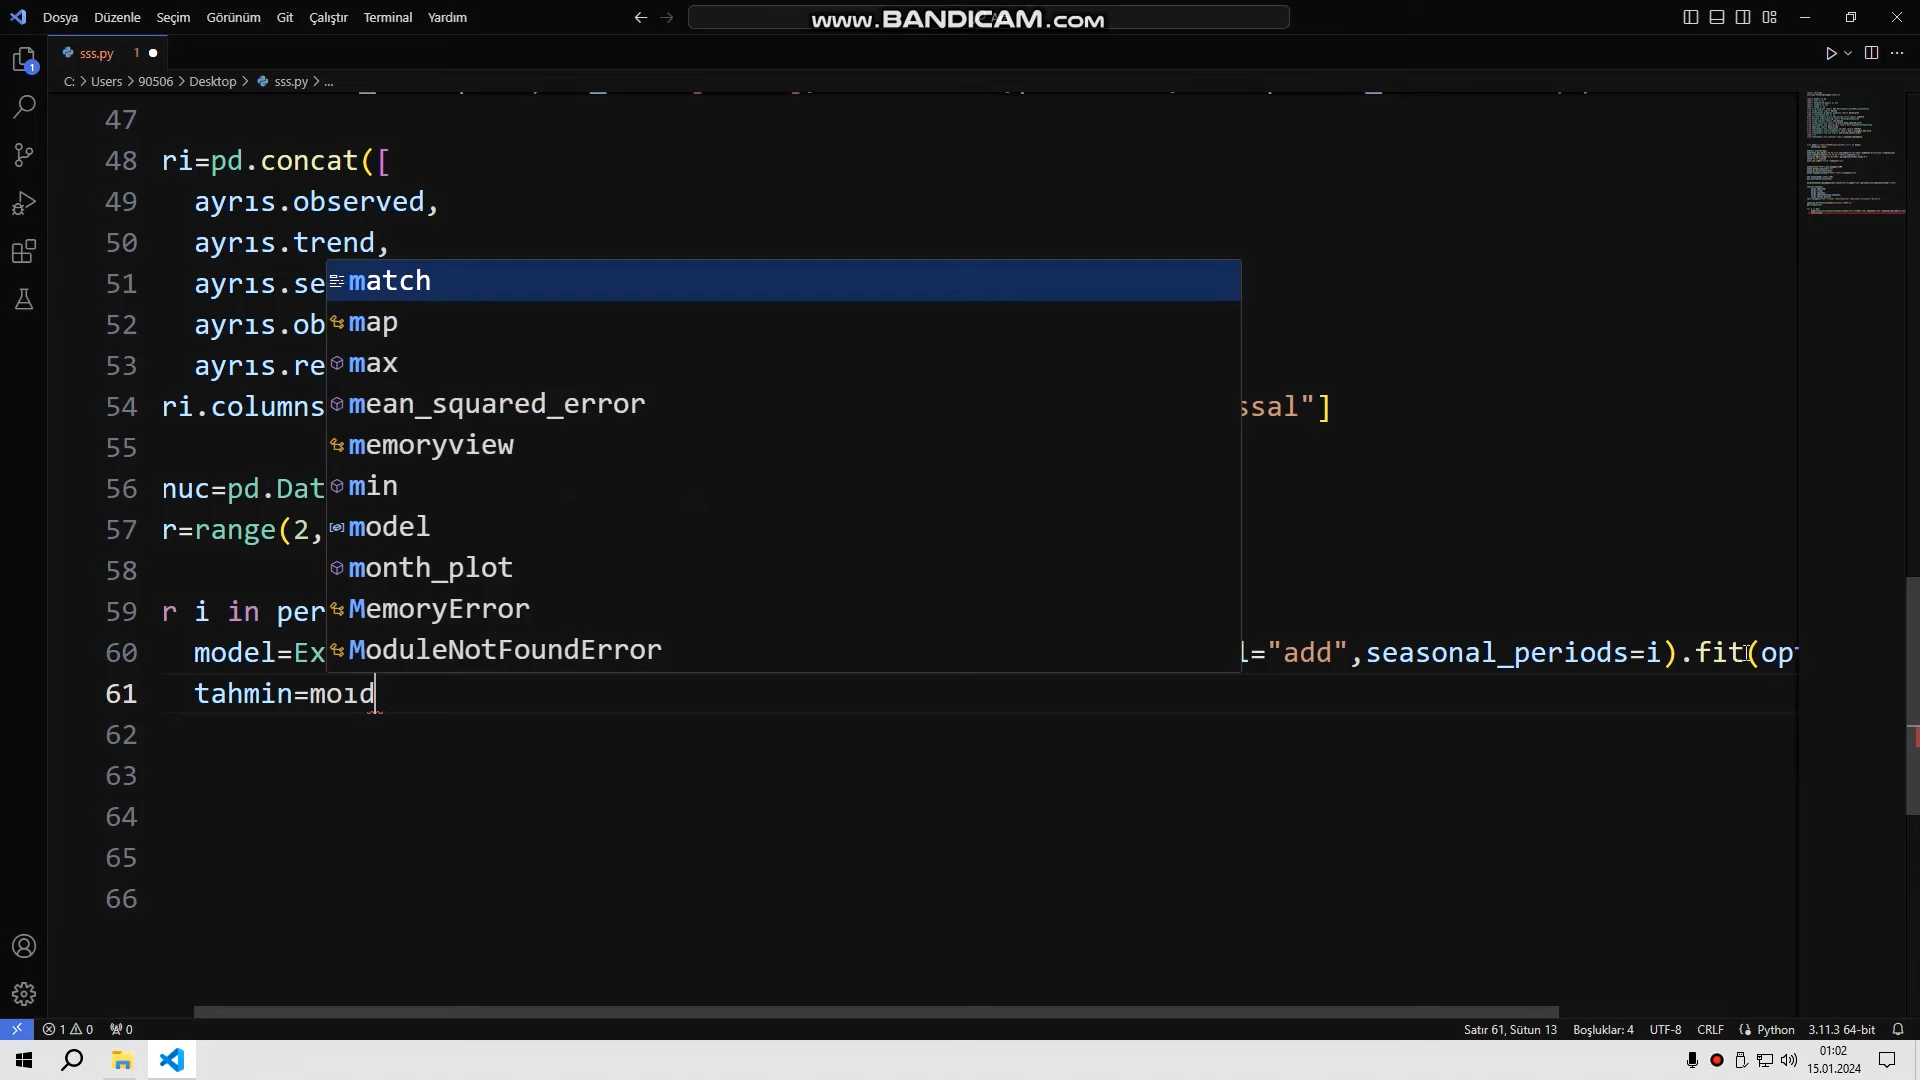 Dosya Düzenle Seçim Görünüm Git Çalıştır Terminal Yardım
www.BANDICAM.com
sss.py 1
C: > Users > 90506 > Desktop > sss.py > ...
47
48 ri=pd.concat([
49 ayrıs.observed,
50 ayrıs.trend,
51 ayrıs.se
52 ayrıs.ob
53 ayrıs.re
54 ri.columns ssal"]
55
56 nuc=pd.Dat
57 r=range(2,
58
59 r i in per
60 model=Ex l="add",seasonal_periods=i).fit(opt
61 tahmin=moıd
62
63
64
65
66
match
map
max
mean_squared_error
memoryview
min
model
month_plot
MemoryError
ModuleNotFoundError
1 0 0
Satır 61, Sütun 13 Boşluklar: 4 UTF-8 CRLF Python 3.11.3 64-bit
01:02
15.01.2024